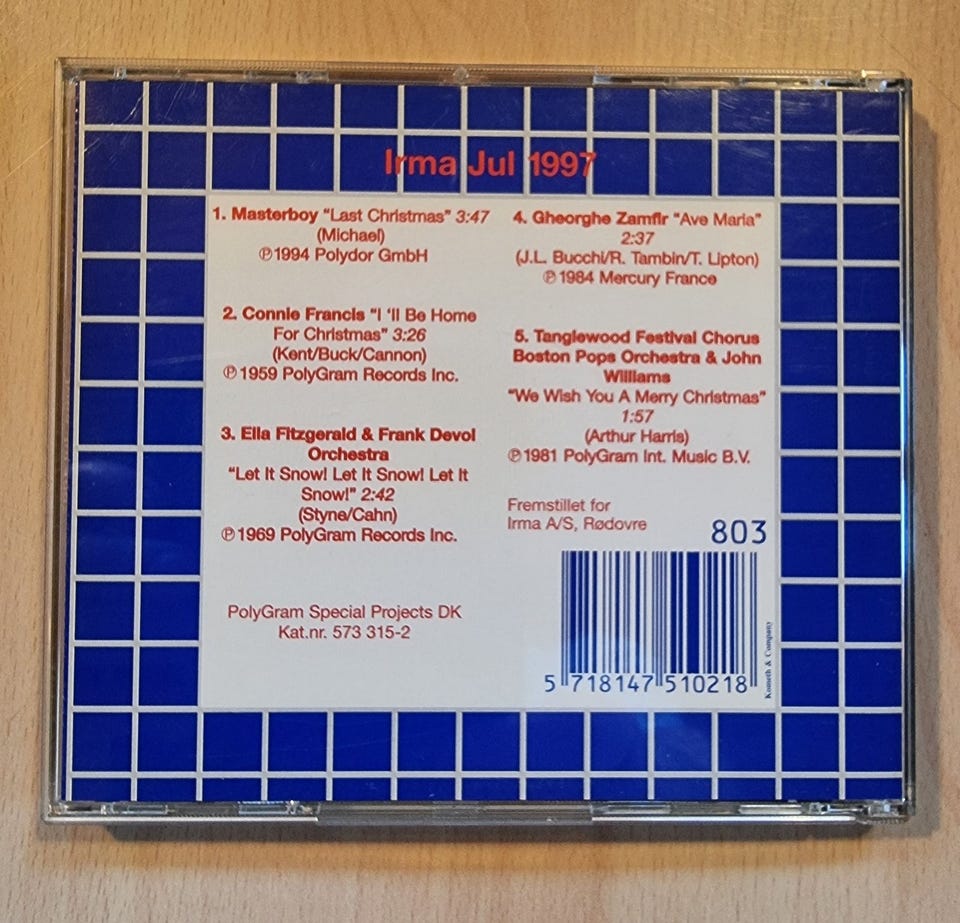 Irma Jul 1997
1. Masterboy “Last Christmas” 3:47
(Michael)
℗ 1994 Polydor GmbH
2. Connie Francis “I ‘ll Be Home
For Christmas” 3:26
(Kent/Buck/Cannon)
℗ 1959 PolyGram Records Inc.
3. Ella Fitzgerald & Frank Devol
Orchestra
“Let It Snow! Let It Snow! Let It
Snow!” 2:42
(Styne/Cahn)
℗ 1969 PolyGram Records Inc.
PolyGram Special Projects DK
Kat.nr. 573 315-2
4. Gheorghe Zamfir “Ave Maria”
2:37
(J.L. Bucchi/R. Tambin/T. Lipton)
℗ 1984 Mercury France
5. Tanglewood Festival Chorus
Boston Pops Orchestra & John
Williams
“We Wish You A Merry Christmas”
1:57
(Arthur Harris)
℗ 1981 PolyGram Int. Music B.V.
Fremstillet for
Irma A/S, Rødovre
803
5 718147 510218
& Company